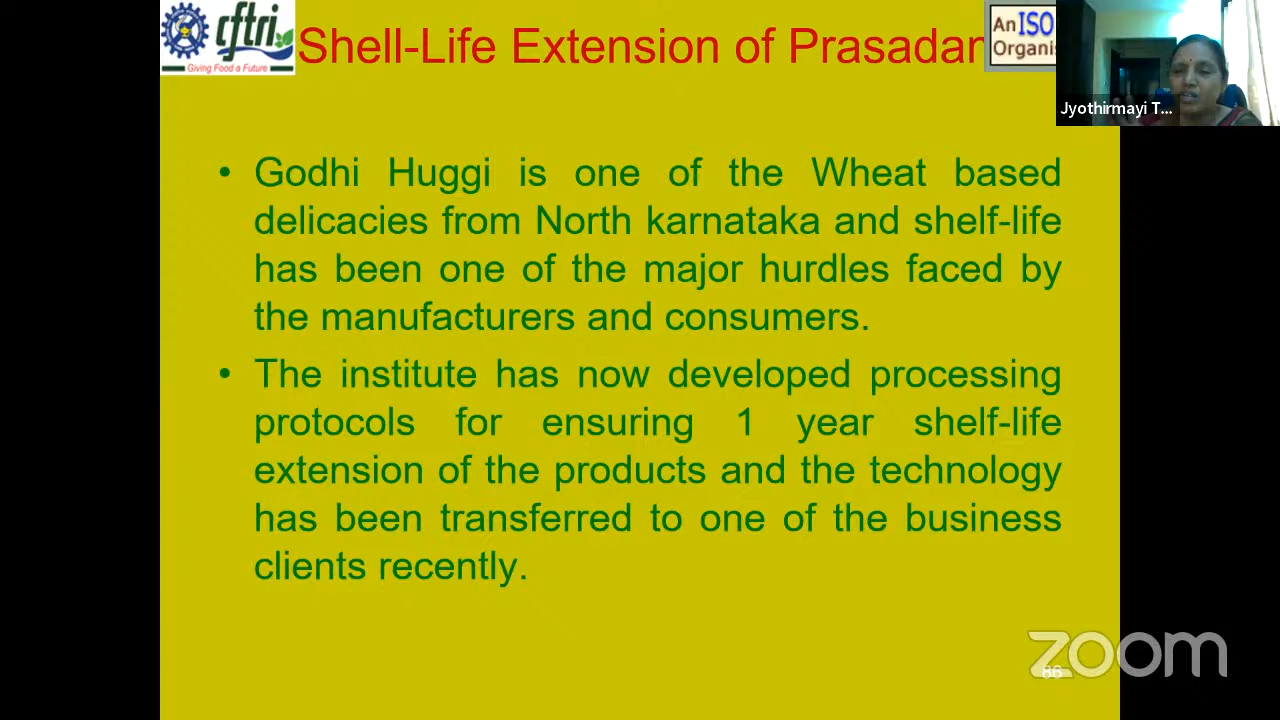 cftri
Giving Food a Future
Shell-Life Extension of Prasadan
An ISO
Organis
Jyothirmayi T...
• Godhi Huggi is one of the Wheat based
delicacies from North karnataka and shelf-life
has been one of the major hurdles faced by
the manufacturers and consumers.
• The institute has now developed processing
protocols for ensuring 1 year shelf-life
extension of the products and the technology
has been transferred to one of the business
clients recently.
zoom
86